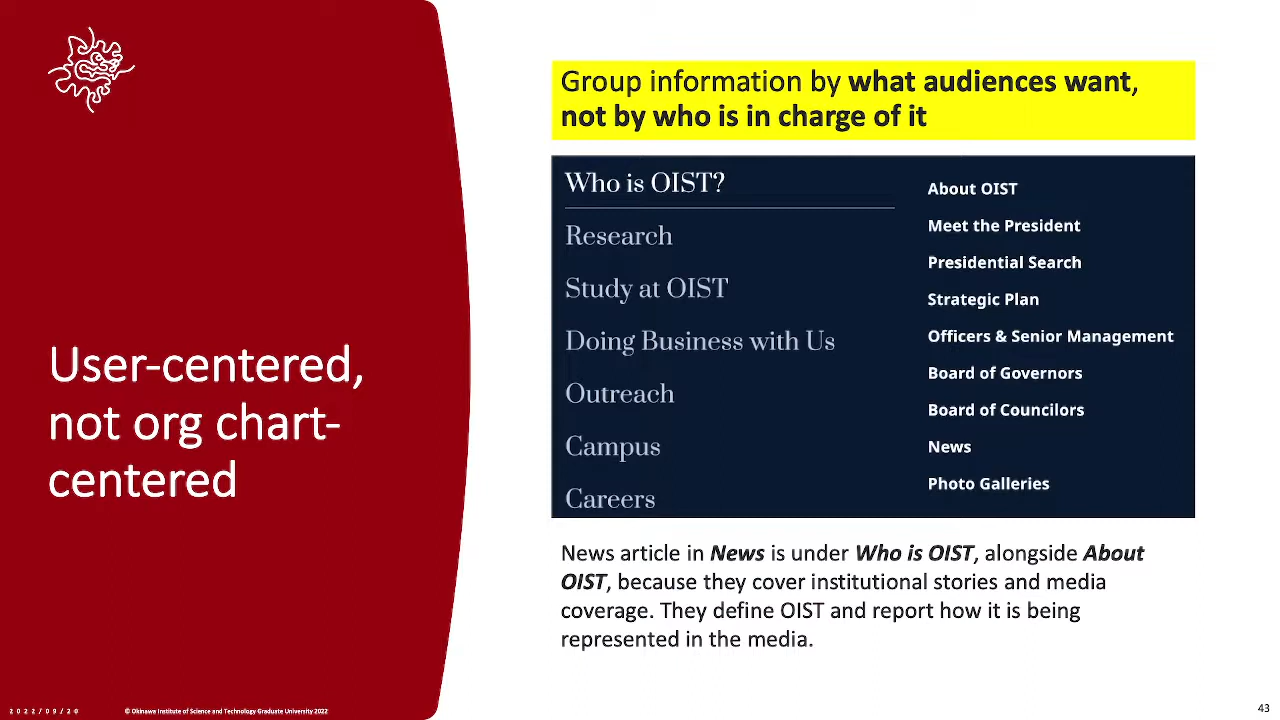 User-centered,
not org chart-
centered
Group information by what audiences want,
not by who is in charge of it
Who is OIST?
Research
Study at OIST
Doing Business with Us
Outreach
Campus
Careers
About OIST
Meet the President
Presidential Search
Strategic Plan
Officers & Senior Management
Board of Governors
Board of Councilors
News
Photo Galleries
News article in News is under Who is OIST, alongside About
OIST, because they cover institutional stories and media
coverage. They define OIST and report how it is being
represented in the media.
2022/09/20
© Okinawa Institute of Science and Technology Graduate University 2022
43